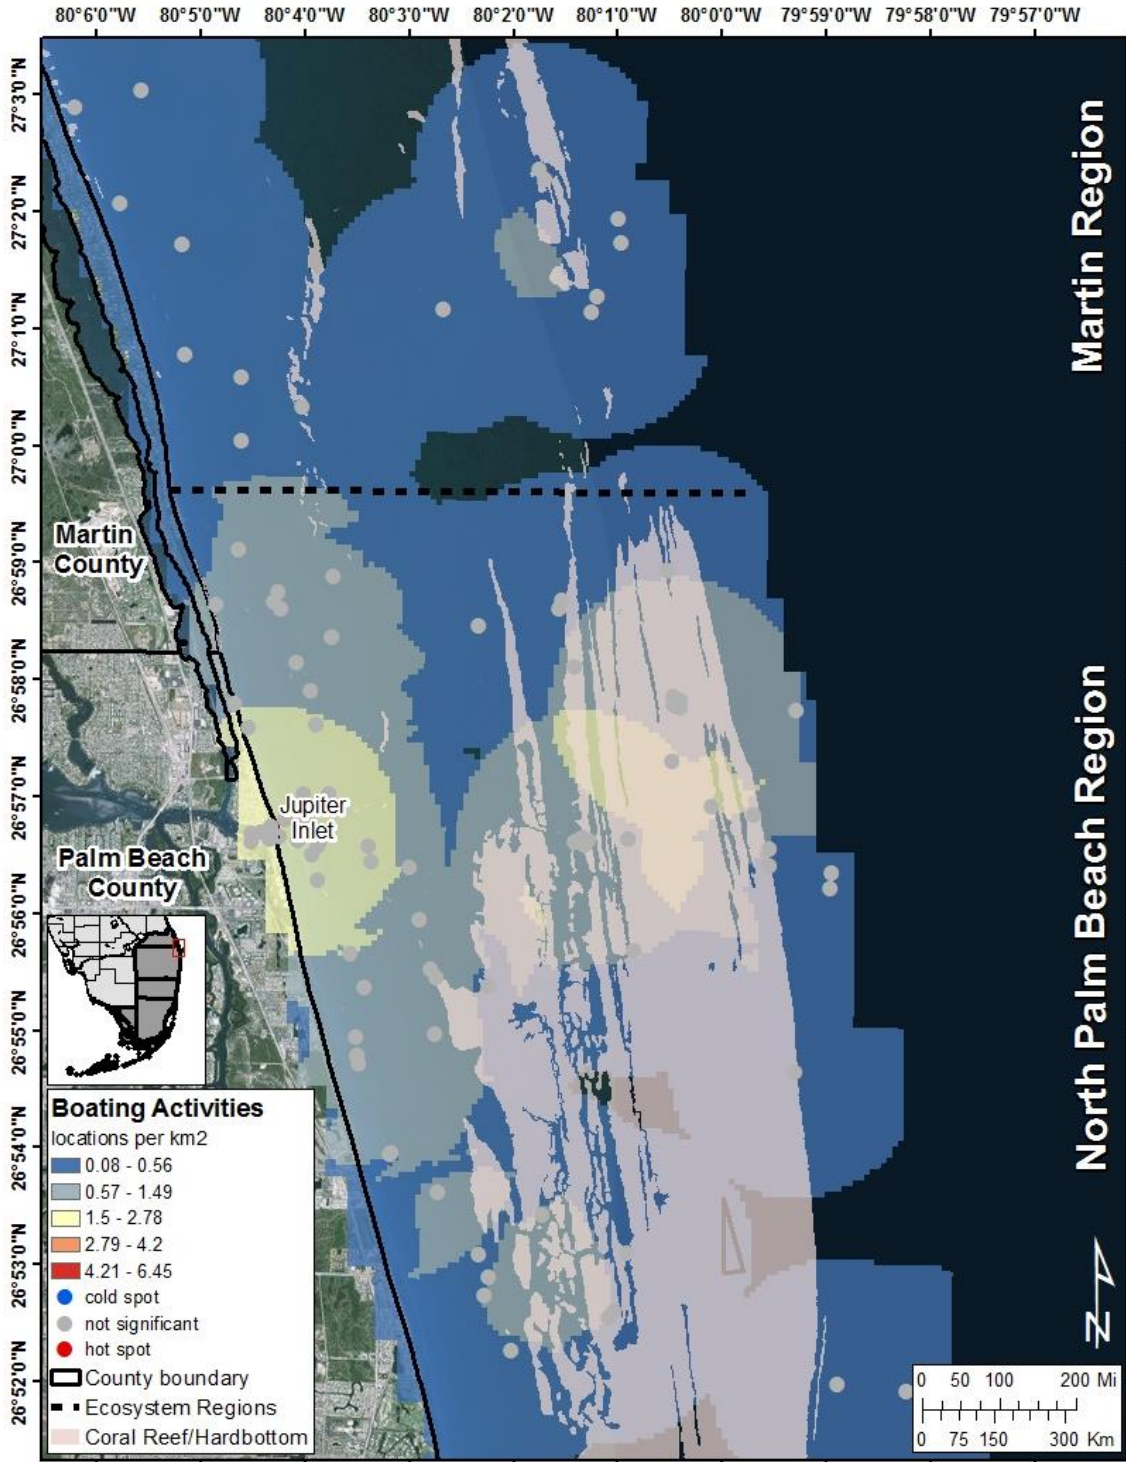 80°6'0"W 80°5'0"W 80°4'0"W 80°3'0"W 80°2'0"W 80°1'0"W 80°0'0"W 79°59'0"W 79°58'0"W 79°57'0"W
27°3'0"N
27°2'0"N
27°1'0"N
27°0'0"N
26°59'0"N
26°58'0"N
26°57'0"N
26°56'0"N
26°55'0"N
26°54'0"N
26°53'0"N
26°52'0"N
Martin Region
North Palm Beach Region
Martin
County
Jupiter
Inlet
Palm Beach
County
Boating Activities
locations per km2
0.08 - 0.56
0.57 - 1.49
1.5 - 2.78
2.79 - 4.2
4.21 - 6.45
cold spot
not significant
hot spot
County boundary
Ecosystem Regions
Coral Reef/Hardbottom
N
0 50 100 200 Mi
0 75 150 300 Km